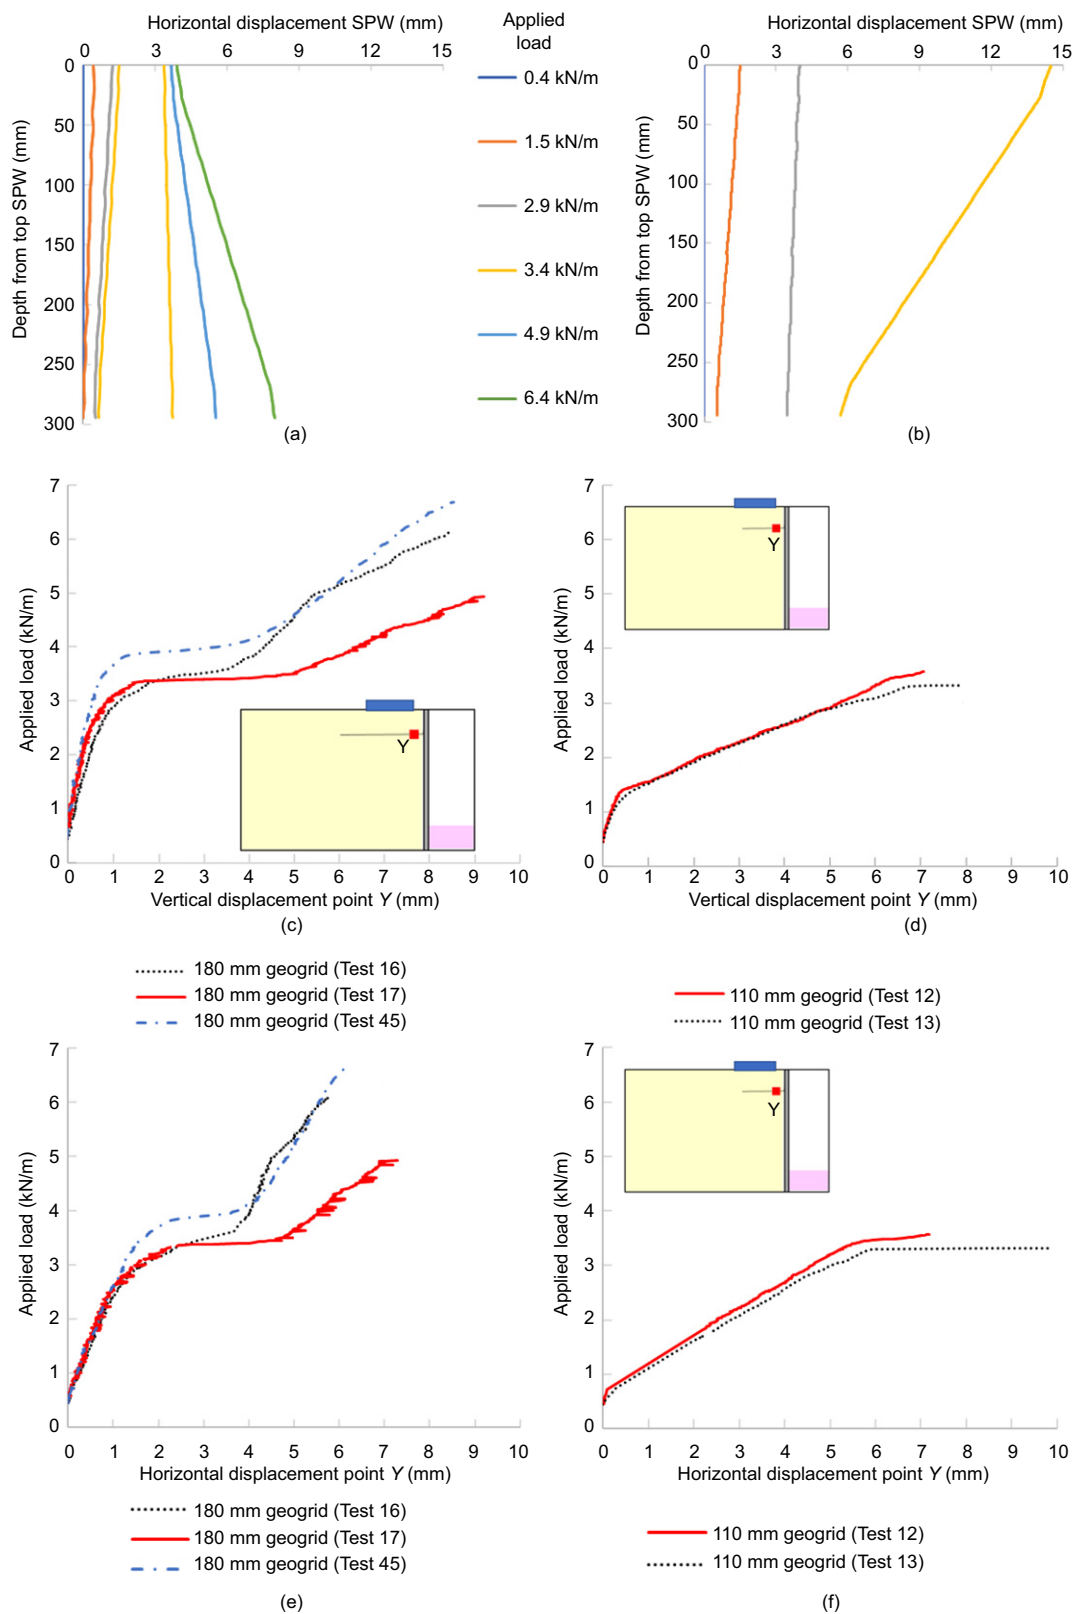 Horizontal displacement SPW (mm)
0 3 6 9 12 15
Depth from top SPW (mm)
0
50
100
150
200
250
300
(a)
Applied
load
0.4 kN/m
1.5 kN/m
2.9 kN/m
3.4 kN/m
4.9 kN/m
6.4 kN/m
Horizontal displacement SPW (mm)
0 3 6 9 12 15
Depth from top SPW (mm)
0
50
100
150
200
250
300
(b)
Applied load (kN/m)
7
6
5
4
3
2
1
0
Y
0 1 2 3 4 5 6 7 8 9 10
Vertical displacement point Y (mm)
(c)
180 mm geogrid (Test 16)
180 mm geogrid (Test 17)
180 mm geogrid (Test 45)
Applied load (kN/m)
7
6
5
4
3
2
1
0
Y
0 1 2 3 4 5 6 7 8 9 10
Vertical displacement point Y (mm)
(d)
110 mm geogrid (Test 12)
110 mm geogrid (Test 13)
Applied load (kN/m)
7
6
5
4
3
2
1
0
0 1 2 3 4 5 6 7 8 9 10
Horizontal displacement point Y (mm)
180 mm geogrid (Test 16)
180 mm geogrid (Test 17)
180 mm geogrid (Test 45)
(e)
Applied load (kN/m)
7
6
5
4
3
2
1
0
Y
0 1 2 3 4 5 6 7 8 9 10
Horizontal displacement point Y (mm)
110 mm geogrid (Test 12)
110 mm geogrid (Test 13)
(f)